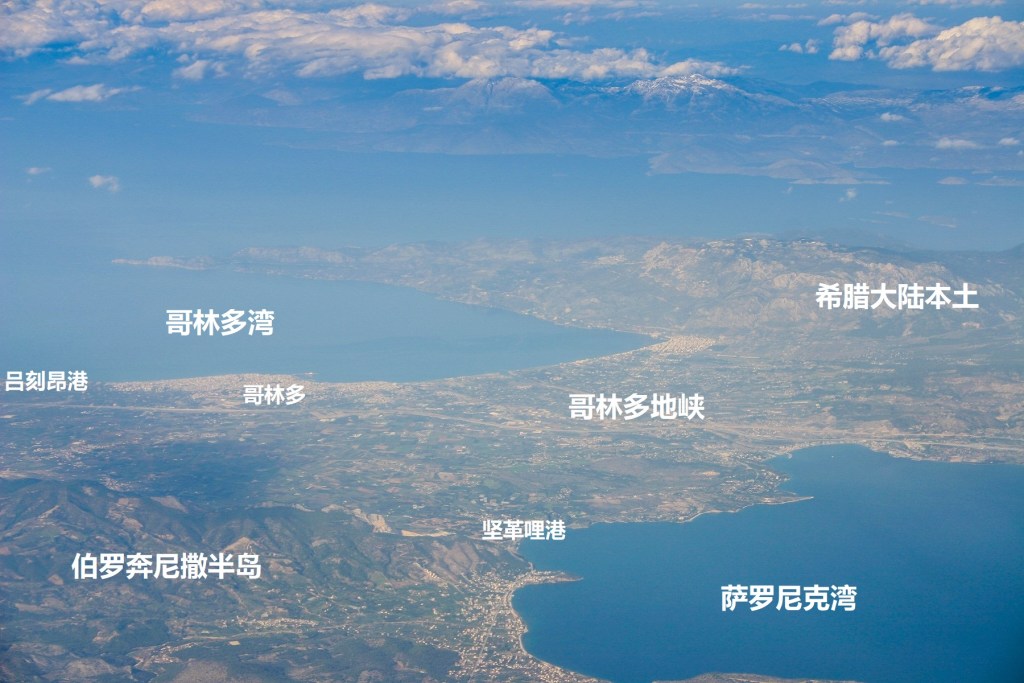 希腊大陆本土
哥林多湾
吕刻昂港
哥林多
哥林多地峡
坚革哩港
伯罗奔尼撒半岛
萨罗尼克湾